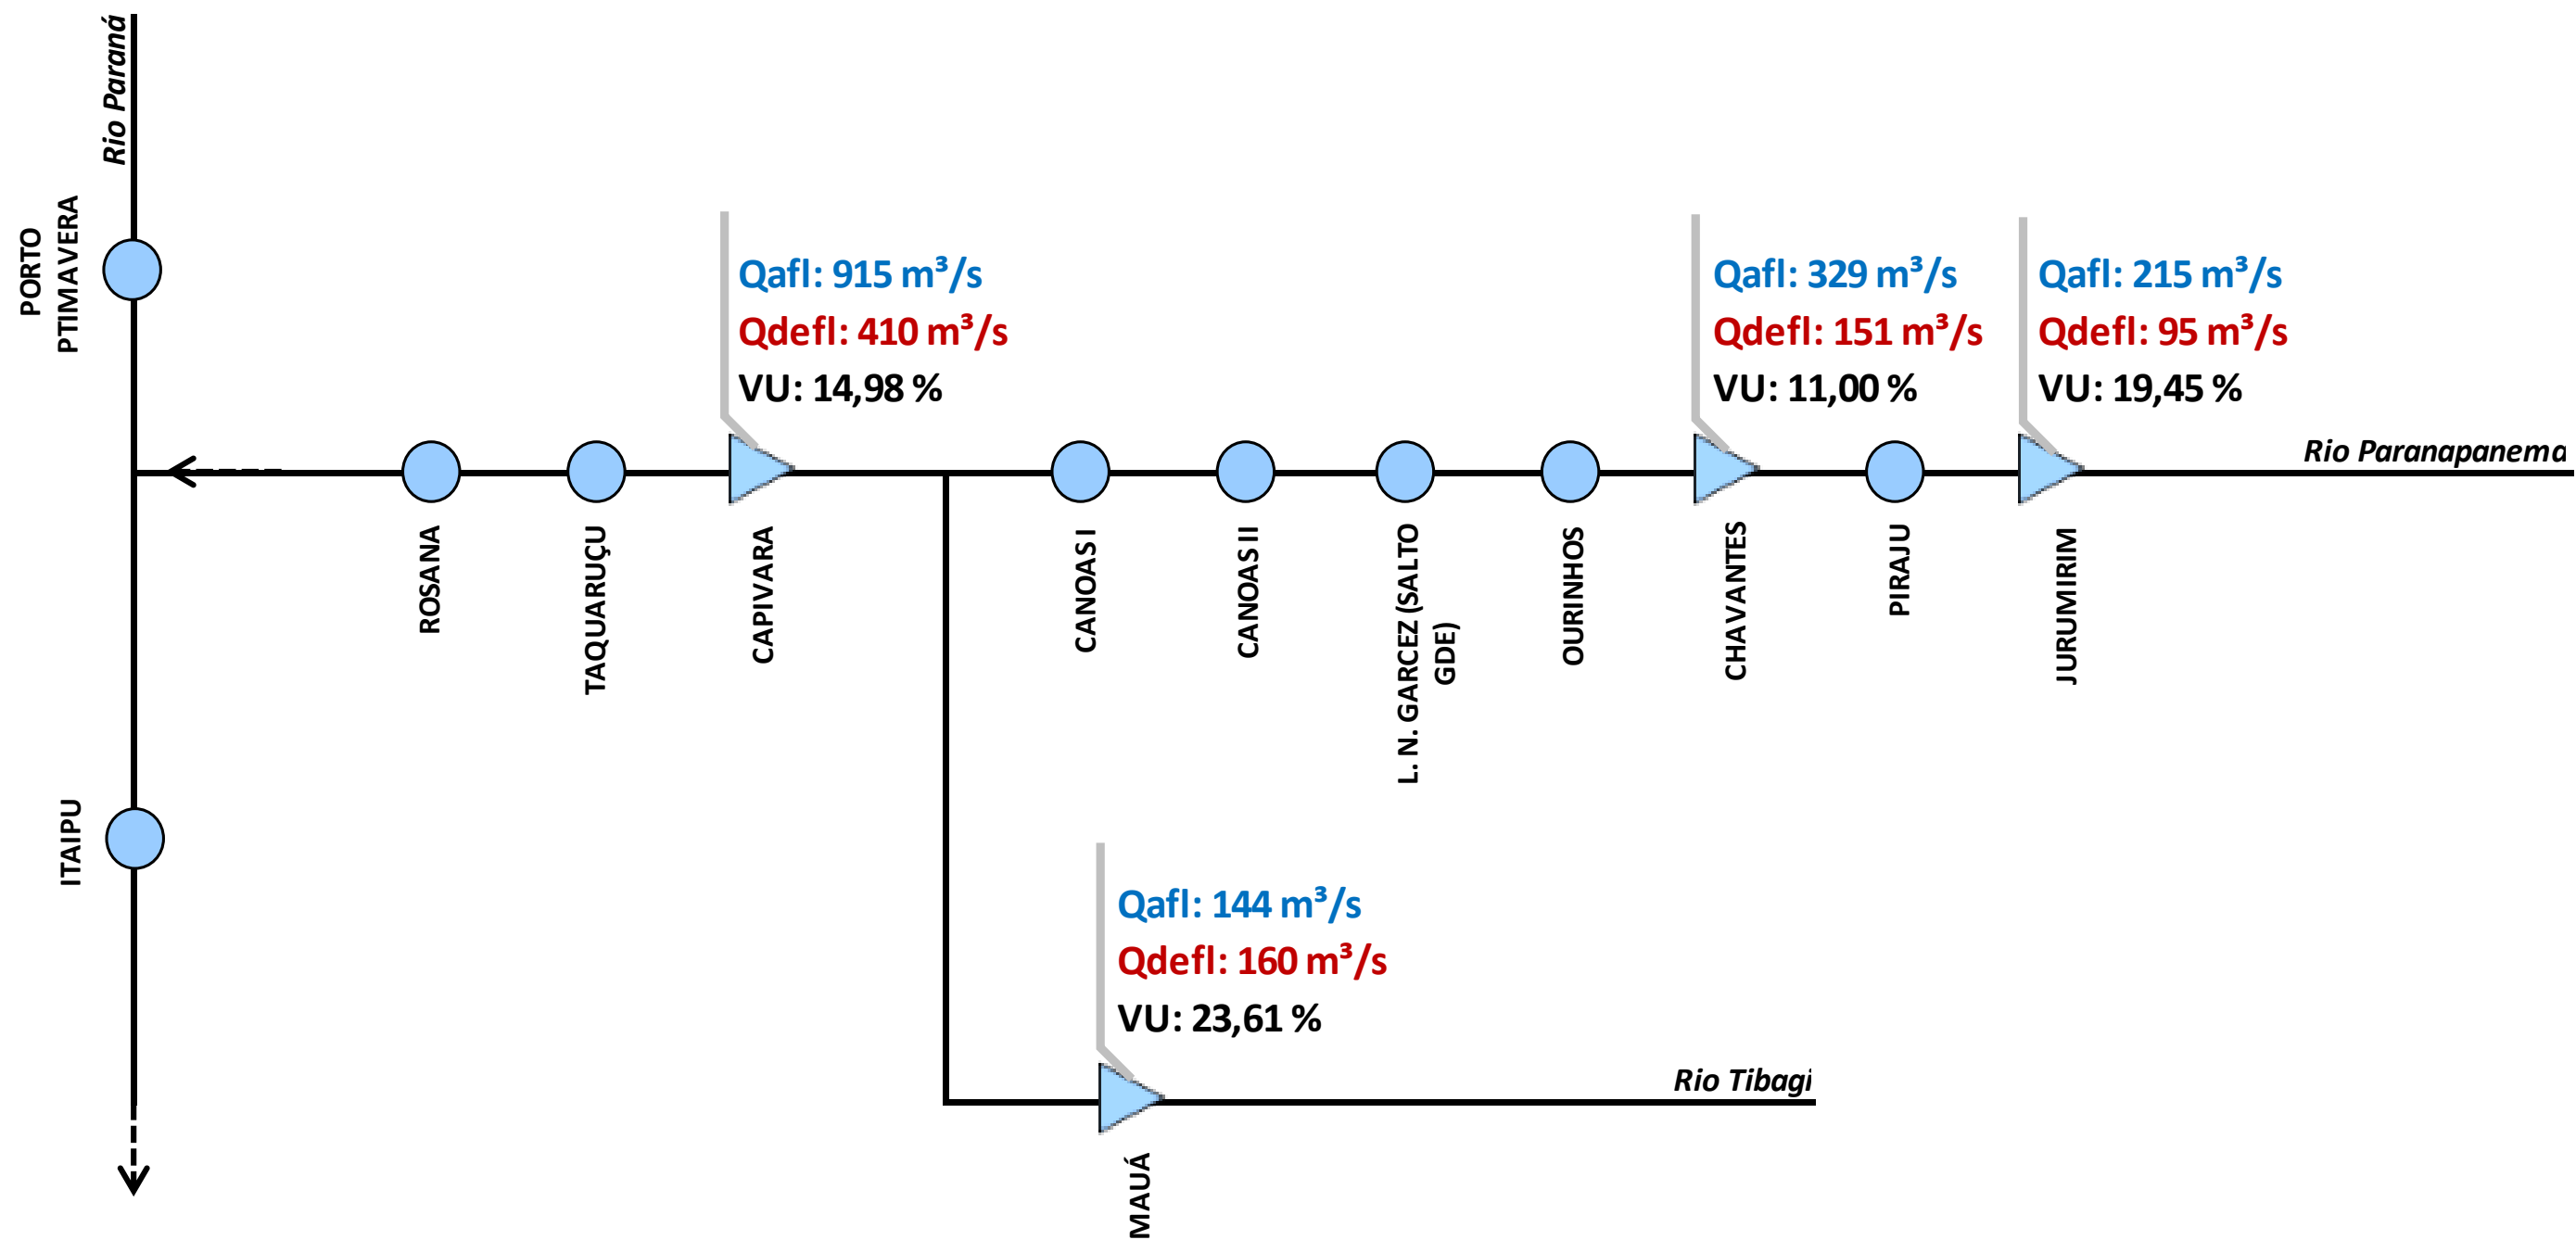 Rio Paraná
PORTO
PTIMAVERA
Qafl: 915 m³/s
Qdefl: 410 m³/s
VU: 14,98 %
Qafl: 329 m³/s
Qdefl: 151 m³/s
VU: 11,00 %
Qafl: 215 m³/s
Qdefl: 95 m³/s
VU: 19,45 %
Rio Paranapanema
ROSANA
TAQUARUÇU
CAPIVARA
CANOAS I
CANOAS II
L. N. GARCEZ (SALTO
GDE)
OURINHOS
CHAVANTES
PIRAJU
JURUMIRIM
ITAIPU
Qafl: 144 m³/s
Qdefl: 160 m³/s
VU: 23,61 %
Rio Tibagi
MAUÁ